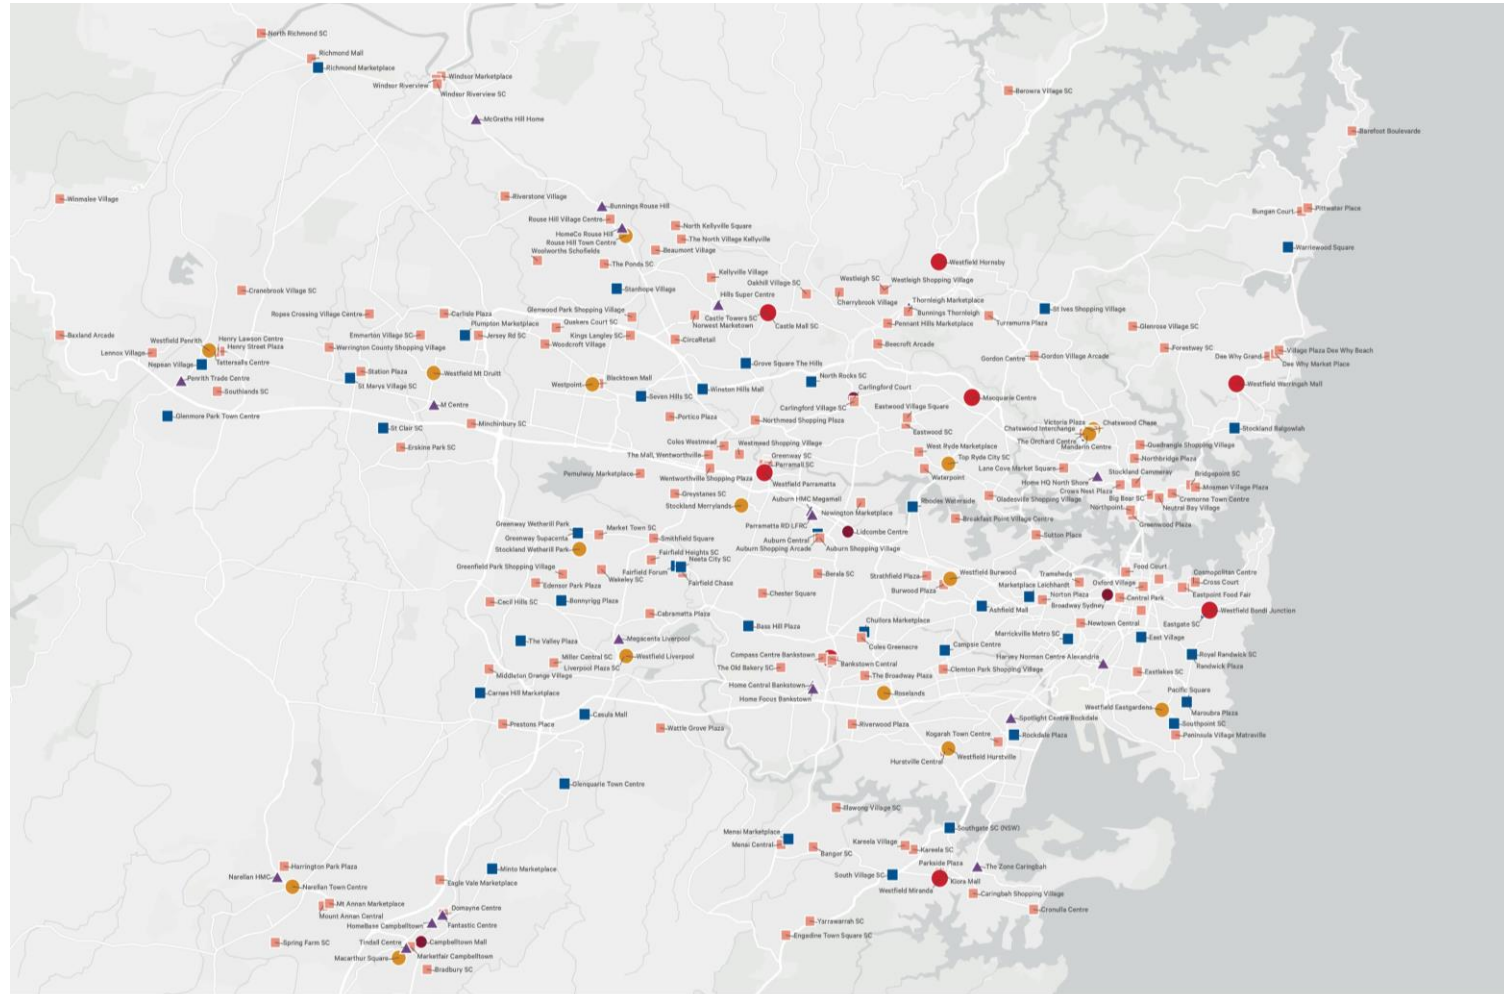 North Richmond SC
Richmond Mall
Richmond Marketplace
Windsor Marketplace
Windsor Riverview
Windsor Riverview SC
Berowra Village SC
McGraths Hill Home
Barefoot Boulevarde
Winmalee Village
Riverstone Village
Bunnings Rouse Hill
Pittwater Place
Bungan Court
Rouse Hill Village Centre
North Kellyville Square
HomeCo Rouse Hill
The North Village Kellyville
Rouse Hill Town Centre
Warriewood Square
Woolworths Schofields
Beaumont Village
The Ponds SC
Westfield Hornsby
Kellyville Village
Westleigh SC
Westleigh Shopping Village
Oakhill Village SC
Cranebrook Village SC
Stanhope Village
Hills Super Centre
Cherrybrook Village
Thornleigh Marketplace
St Ives Shopping Village
Ropes Crossing Village Centre
Carlisle Plaza
Glenwood Park Shopping Village
Castle Towers SC
Bunnings Thornleigh
Plumpton Marketplace
Quakers Court SC
Norwest Marketown
Castle Mall SC
Pennant Hills Marketplace
Turramurra Plaza
Glenrose Village SC
Buxland Arcade
Emmerton Village SC
Jersey Rd SC
Kings Langley SC
CircaRetail
Beecroft Arcade
Westfield Penrith
Henry Lawson Centre
Henry Street Plaza
Werrington County Shopping Village
Woodcroft Village
Forestway SC
Village Plaza Dee Why Beach
Lennox Village
Tattersalls Centre
Gordon Centre
Gordon Village Arcade
Dee Why Grand
Dee Why Market Place
Nepean Village
Station Plaza
Westfield Mt Druitt
Grove Square The Hills
Penrith Trade Centre
St Marys Village SC
Westpoint
Blacktown Mall
North Rocks SC
Carlingford Court
Westfield Warringah Mall
Southlands SC
Seven Hills SC
Winston Hills Mall
Macquarie Centre
M Centre
Carlingford Village SC
Eastwood Village Square
Glenmore Park Town Centre
Minchinbury SC
Portico Plaza
Northmead Shopping Plaza
Victoria Plaza
Chatswood Chase
St Clair SC
Eastwood SC
Chatswood Interchange
Stockland Balgowlah
The Orchard Centre
Mandarin Centre
Erskine Park SC
Coles Westmead
Westmead Shopping Village
West Ryde Marketplace
Quadrangle Shopping Village
The Mall, Wentworthville
Greenway SC
Parramall SC
Top Ryde City SC
Northbridge Plaza
Pemulwuy Marketplace
Wentworthville Shopping Plaza
Westfield Parramatta
Waterpoint
Lane Cove Market Square
Stockland Cammeray
Bridgepoint SC
Home HQ North Shore
Crows Nest Plaza
Mosman Village Plaza
Greystanes SC
Auburn HMC Megamall
Rhodes Waterside
Gladesville Shopping Village
Big Bear SC
Cremorne Town Centre
Stockland Merrylands
Newington Marketplace
Northpoint
Neutral Bay Village
Breakfast Point Village Centre
Greenwood Plaza
Greenway Wetherill Park
Market Town SC
Parramatta RD LFRC
Lidcombe Centre
Greenway Supacenta
Smithfield Square
Auburn Central
Sutton Place
Stockland Wetherill Park
Auburn Shopping Arcade
Auburn Shopping Village
Fairfield Heights SC
Neeta City SC
Greenfield Park Shopping Village
Wakeley SC
Fairfield Forum
Fairfield Chase
Berala SC
Strathfield Plaza
Westfield Burwood
Tramsheds
Food Court
Cosmopolitan Centre
Edensor Park Plaza
Burwood Plaza
Marketplace Leichhardt
Oxford Village
Cross Court
Chester Square
Norton Plaza
Central Park
Eastpoint Food Fair
Cecil Hills SC
Bonnyrigg Plaza
Ashfield Mall
Broadway Sydney
Westfield Bondi Junction
Cabramatta Plaza
Bass Hill Plaza
Chullora Marketplace
Newtown Central
Eastgate SC
The Valley Plaza
Megacenta Liverpool
Coles Greenacre
Marrickville Metro SC
East Village
Campsie Centre
Miller Central SC
Westfield Liverpool
Compass Centre Bankstown
Bankstown Central
Harvey Norman Centre Alexandria
Royal Randwick SC
Liverpool Plaza SC
The Old Bakery SC
Clemton Park Shopping Village
Randwick Plaza
Middleton Grange Village
The Broadway Plaza
Eastlakes SC
Carnes Hill Marketplace
Home Central Bankstown
Roselands
Pacific Square
Home Focus Bankstown
Westfield Eastgardens
Maroubra Plaza
Prestons Place
Casula Mall
Wattle Grove Plaza
Riverwood Plaza
Spotlight Centre Rockdale
Southpoint SC
Kogarah Town Centre
Rockdale Plaza
Peninsula Village Matraville
Hurstville Central
Westfield Hurstville
Glenquarie Town Centre
Illawong Village SC
Menai Marketplace
Southgate SC (NSW)
Menai Central
Bangor SC
Kareela Village
Kareela SC
Harrington Park Plaza
Minto Marketplace
Parkside Plaza
The Zone Caringbah
Narellan HMC
Eagle Vale Marketplace
South Village SC
Kiora Mall
Narellan Town Centre
Westfield Miranda
Caringbah Shopping Village
Mt Annan Marketplace
Domayne Centre
Cronulla Centre
Mount Annan Central
HomeBase Campbelltown
Fantastic Centre
Yarrawarrah SC
Spring Farm SC
Tindall Centre
Campbelltown Mall
Engadine Town Square SC
Macarthur Square
Marketfair Campbelltown
Bradbury SC